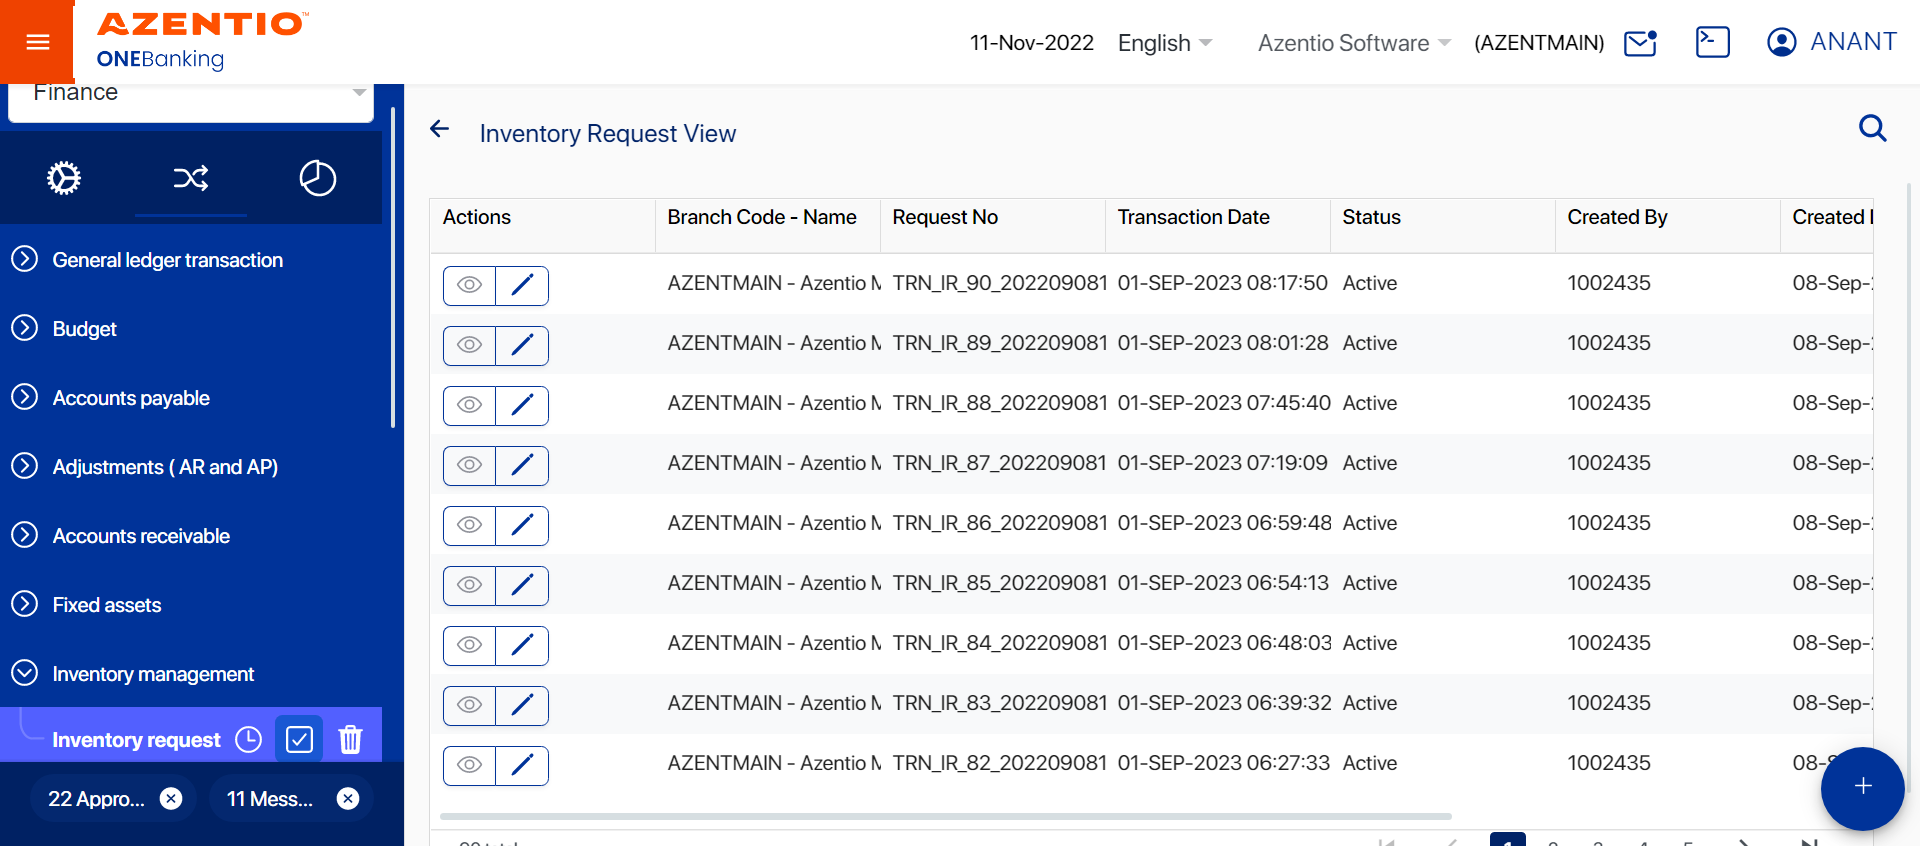 AZENTIO™
ONEBanking
11-Nov-2022 English Azentio Software (AZENTMAIN) ANANT
Finance
General ledger transaction
Budget
Accounts payable
Adjustments ( AR and AP)
Accounts receivable
Fixed assets
Inventory management
Inventory request
22 Appro... 11 Mess...
Inventory Request View
Actions Branch Code - Name Request No Transaction Date Status Created By Created
AZENTMAIN - Azentio TRN_IR_90_202209081 01-SEP-2023 08:17:50 Active 1002435 08-Sep-
AZENTMAIN - Azentio TRN_IR_89_202209081 01-SEP-2023 08:01:28 Active 1002435 08-Sep-
AZENTMAIN - Azentio TRN_IR_88_202209081 01-SEP-2023 07:45:40 Active 1002435 08-Sep-
AZENTMAIN - Azentio TRN_IR_87_202209081 01-SEP-2023 07:19:09 Active 1002435 08-Sep-
AZENTMAIN - Azentio TRN_IR_86_202209081 01-SEP-2023 06:59:48 Active 1002435 08-Sep-
AZENTMAIN - Azentio TRN_IR_85_202209081 01-SEP-2023 06:54:13 Active 1002435 08-Sep-
AZENTMAIN - Azentio TRN_IR_84_202209081 01-SEP-2023 06:48:03 Active 1002435 08-Sep-
AZENTMAIN - Azentio TRN_IR_83_202209081 01-SEP-2023 06:39:32 Active 1002435 08-Sep-
AZENTMAIN - Azentio TRN_IR_82_202209081 01-SEP-2023 06:27:33 Active 1002435